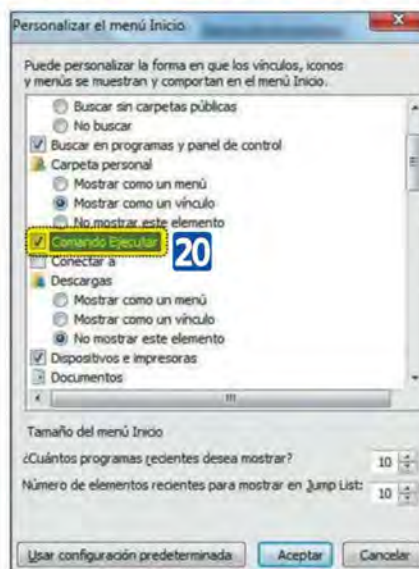 Personalizar el menú Inicio
Puede personalizar la forma en que los vínculos, iconos
y menús se muestran y comportan en el menú Inicio.
Buscar sin carpetas públicas
No buscar
Buscar en programas y panel de control
Carpeta personal
Mostrar como un menú
Mostrar como un vínculo
No mostrar este elemento
Comando Ejecutar
20
Conectar a
Descargas
Mostrar como un menú
Mostrar como un vínculo
No mostrar este elemento
Dispositivos e impresoras
Documentos
Tamaño del menú Inicio
¿Cuántos programas recientes desea mostrar? 10
Número de elementos recientes para mostrar en Jump List: 10
Usar configuración predeterminada Aceptar Cancelar